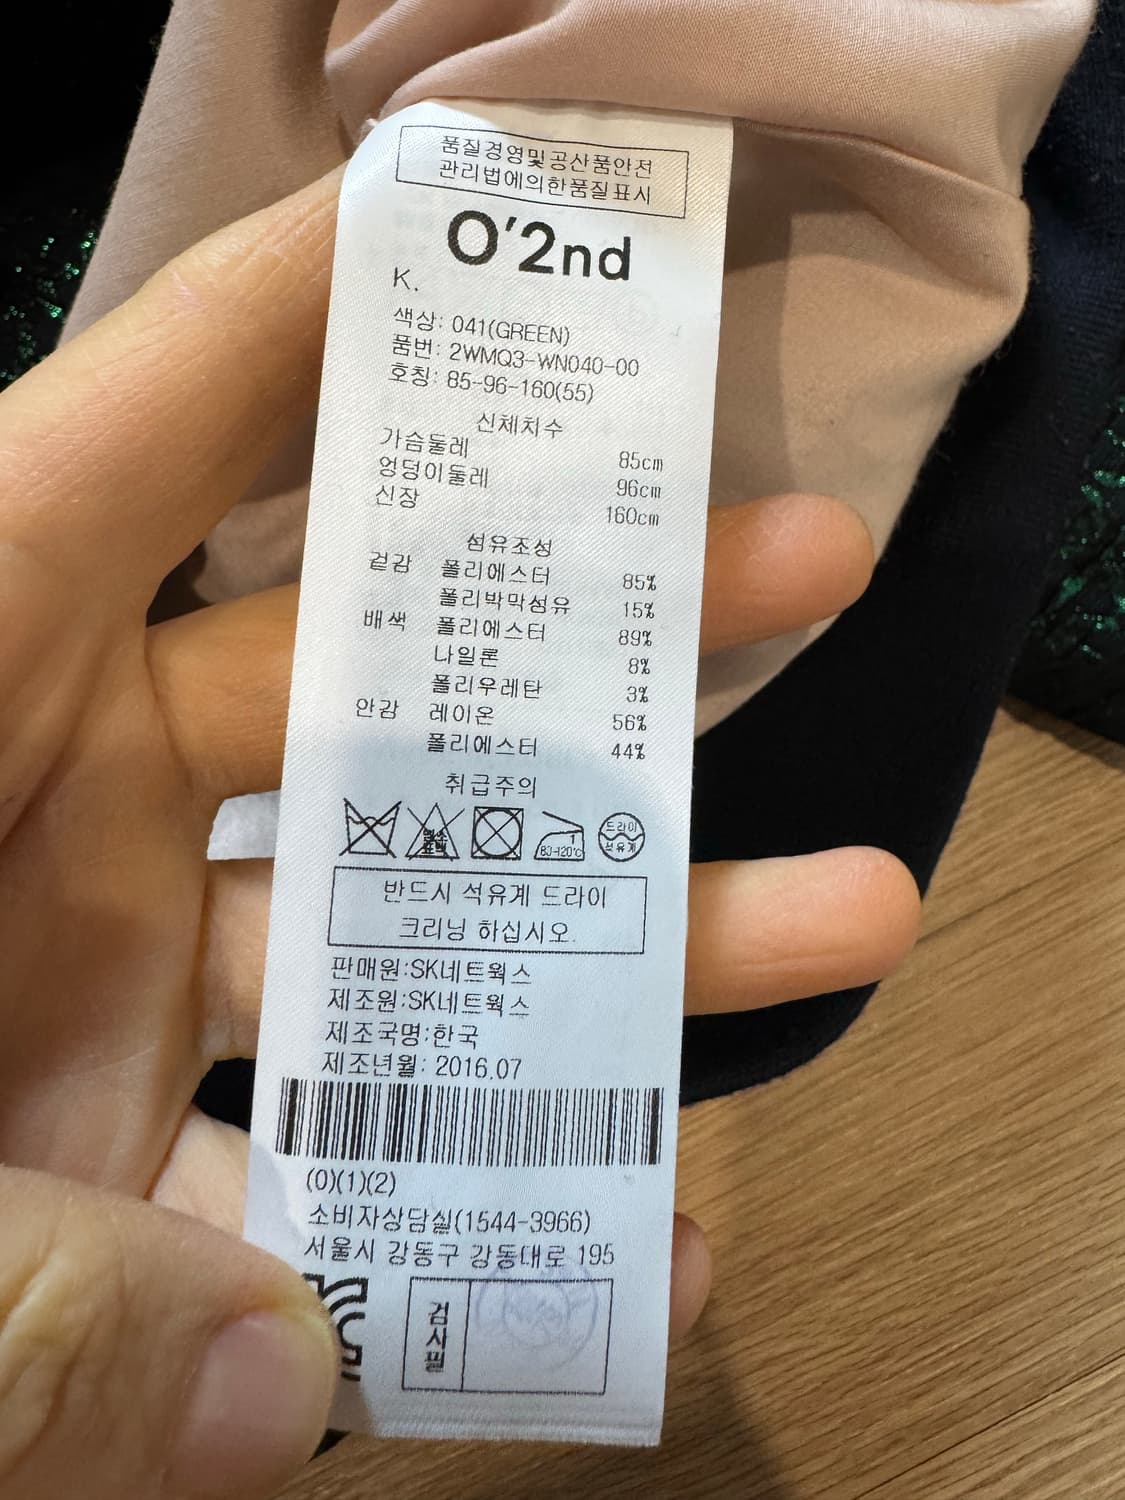 품질경영및공산품안전
관리법에의한품질표시
O'2nd
K.
색상: 041(GREEN)
품번: 2WMQ3-WN040-00
호칭: 85-96-160(55)
신체치수
가슴둘레 85cm
엉덩이둘레 96cm
신장 160cm
섬유조성
겉감 폴리에스터 85%
폴리박막섬유 15%
배색 폴리에스터 89%
나일론 8%
폴리우레탄 3%
안감 레이온 56%
폴리에스터 44%
취급주의
염소 표백 1 80-120℃ 드라이 석유계
반드시 석유계 드라이
크리닝 하십시오.
판매원:SK네트웍스
제조원:SK네트웍스
제조국명:한국
제조년월: 2016.07
(0)(1)(2)
소비자상담실(1544-3966)
서울시 강동구 강동대로 195
검사필